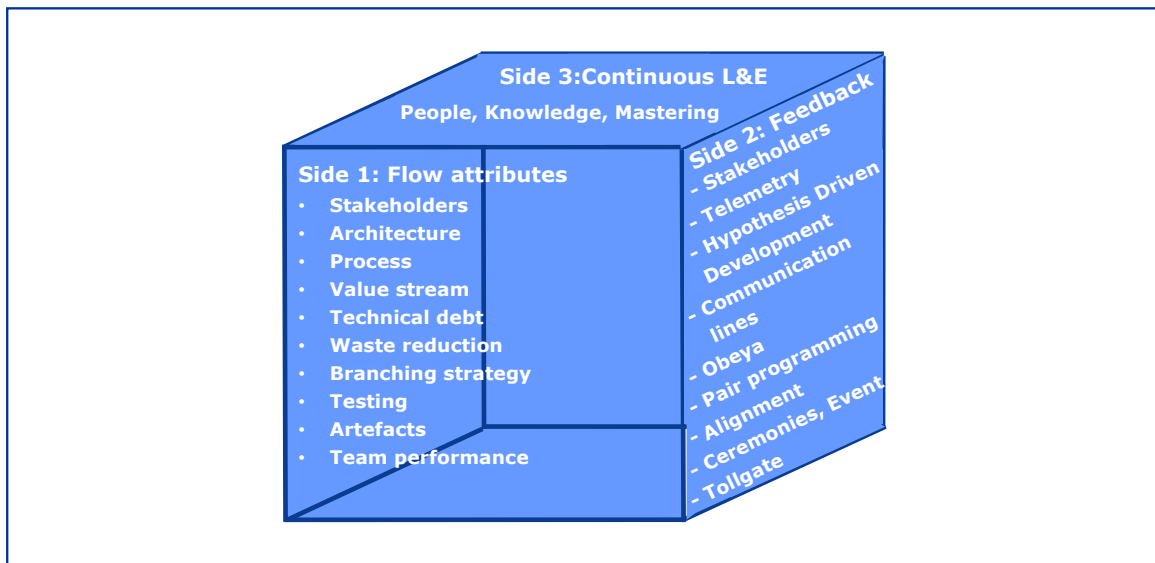 Side 3:Continuous L&E
People, Knowledge, Mastering
Side 1: Flow attributes
• Stakeholders
• Architecture
• Process
• Value stream
• Technical debt
• Waste reduction
• Branching strategy
• Testing
• Artefacts
• Team performance
Side 2: Feedback
- Stakeholders
- Telemetry
- Hypothesis Driven
Development
- Communication
lines
- Obeya
- Pair programming
- Alignment
- Ceremonies, Event
- Tollgate